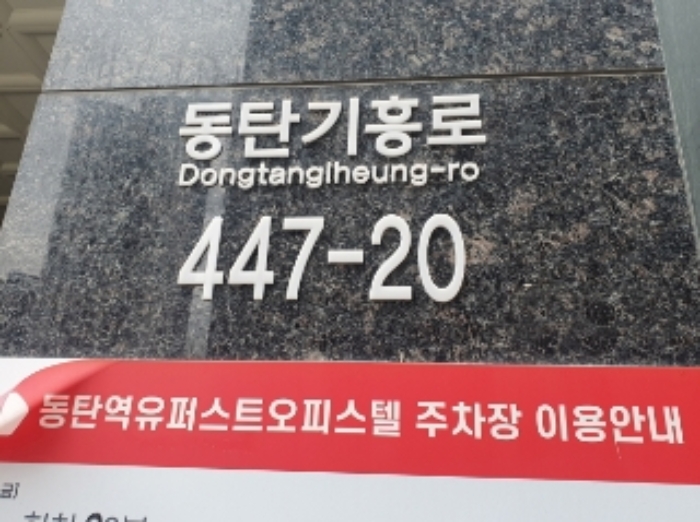 동탄기흥로
Dongtangiheung-ro
447-20
동탄역유퍼스트오피스텔 주차장 이용안내